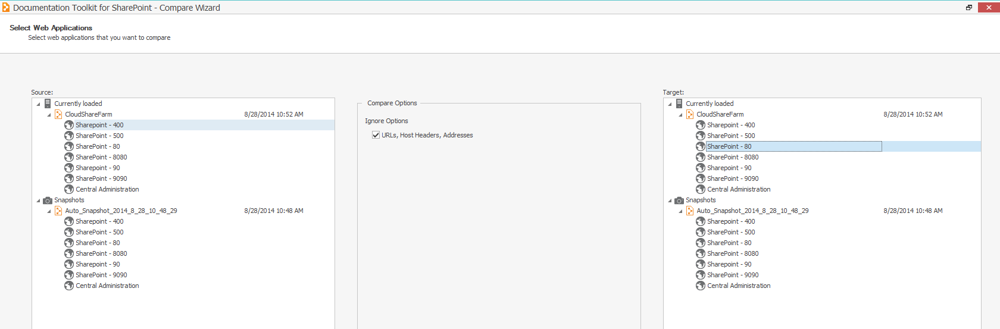 Documentation Toolkit for SharePoint - Compare Wizard
Select Web Applications
Select web applications that you want to compare
Source:
Currently loaded
CloudShareFarm 8/28/2014 10:52 AM
Sharepoint - 400
SharePoint - 500
SharePoint - 80
SharePoint - 8080
Sharepoint - 90
SharePoint - 9090
Central Administration
Snapshots
Auto_Snapshot_2014_8_28_10_48_29 8/28/2014 10:48 AM
Sharepoint - 400
SharePoint - 500
SharePoint - 80
SharePoint - 8080
Sharepoint - 90
SharePoint - 9090
Central Administration
Compare Options
Ignore Options
URLs, Host Headers, Addresses
Target:
Currently loaded
CloudShareFarm 8/28/2014 10:52 AM
Sharepoint - 400
SharePoint - 500
SharePoint - 80
SharePoint - 8080
Sharepoint - 90
SharePoint - 9090
Central Administration
Snapshots
Auto_Snapshot_2014_8_28_10_48_29 8/28/2014 10:48 AM
Sharepoint - 400
SharePoint - 500
SharePoint - 80
SharePoint - 8080
Sharepoint - 90
SharePoint - 9090
Central Administration